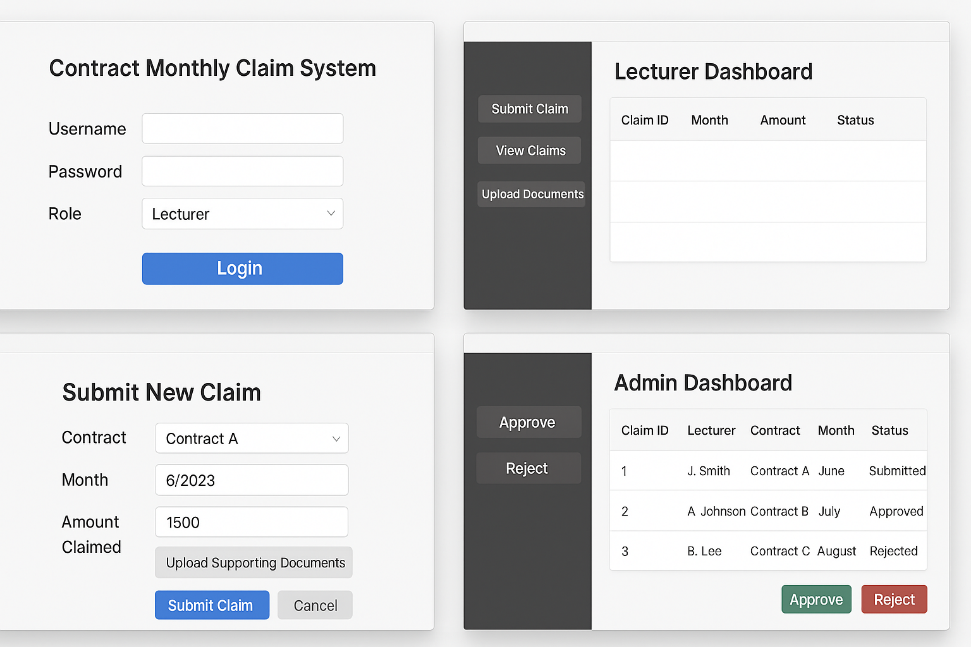 Contract Monthly Claim System
Username
Password
Role Lecturer
Login
Lecturer Dashboard
Submit Claim
View Claims
Upload Documents
Claim ID Month Amount Status
Submit New Claim
Contract Contract A
Month 6/2023
Amount Claimed 1500
Upload Supporting Documents
Submit Claim Cancel
Admin Dashboard
Approve
Reject
Claim ID Lecturer Contract Month Status
1 J. Smith Contract A June Submitted
2 A Johnson Contract B July Approved
3 B. Lee Contract C August Rejected
Approve Reject